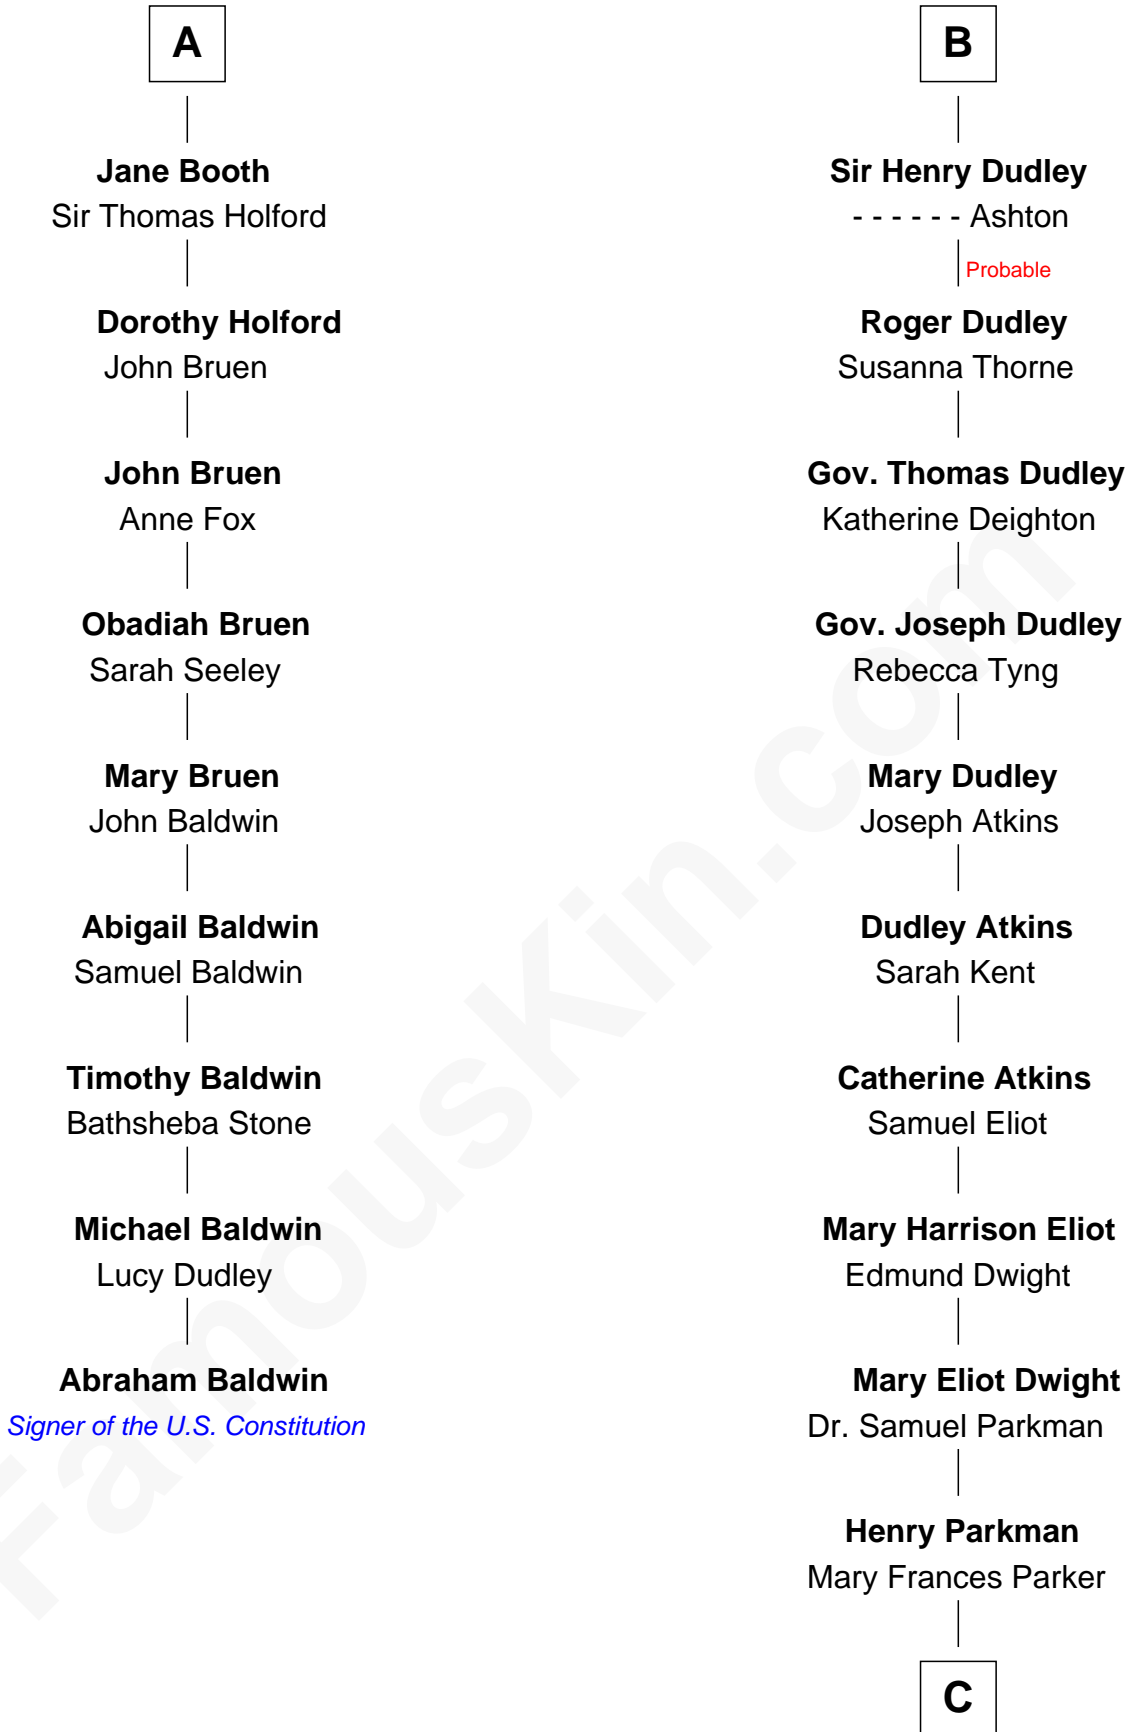 A
Jane Booth
Sir Thomas Holford
Dorothy Holford
John Bruen
John Bruen
Anne Fox
Obadiah Bruen
Sarah Seeley
Mary Bruen
John Baldwin
Abigail Baldwin
Samuel Baldwin
Timothy Baldwin
Bathsheba Stone
Michael Baldwin
Lucy Dudley
Abraham Baldwin
Signer of the U.S. Constitution
B
Sir Henry Dudley
- - - - - - Ashton
Probable
Roger Dudley
Susanna Thorne
Gov. Thomas Dudley
Katherine Deighton
Gov. Joseph Dudley
Rebecca Tyng
Mary Dudley
Joseph Atkins
Dudley Atkins
Sarah Kent
Catherine Atkins
Samuel Eliot
Mary Harrison Eliot
Edmund Dwight
Mary Eliot Dwight
Dr. Samuel Parkman
Henry Parkman
Mary Frances Parker
C
FamousKin.com